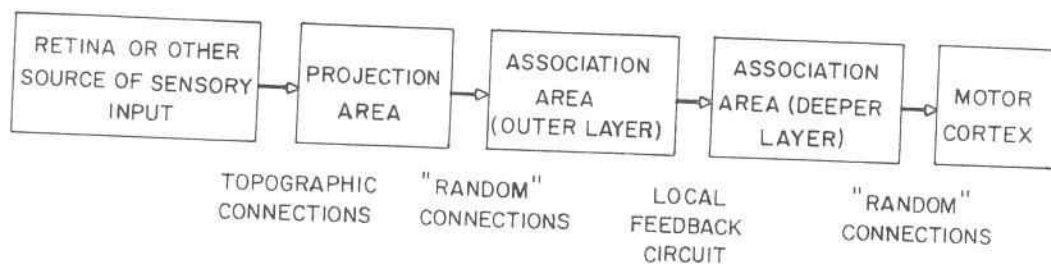 RETINA OR OTHER
SOURCE OF SENSORY
INPUT
PROJECTION
AREA
ASSOCIATION
AREA
(OUTER LAYER)
ASSOCIATION
AREA (DEEPER
LAYER)
MOTOR
CORTEX
TOPOGRAPHIC
CONNECTIONS
"RANDOM"
CONNECTIONS
LOCAL
FEEDBACK
CIRCUIT
"RANDOM"
CONNECTIONS